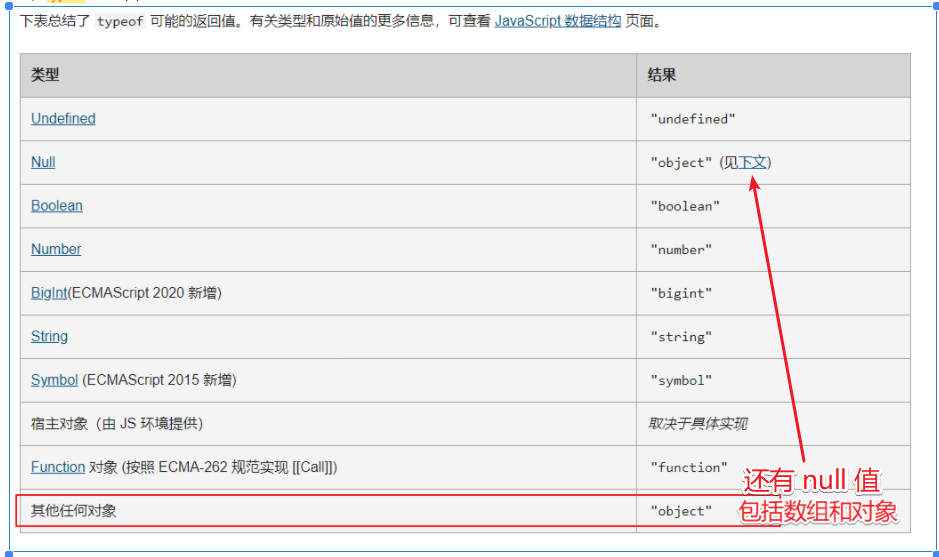 下表总结了 typeof 可能的返回值。有关类型和原始值的更多信息，可查看 JavaScript 数据结构 页面。
类型 结果
Undefined "undefined"
Null "object" (见下文)
Boolean "boolean"
Number "number"
BigInt(ECMAScript 2020 新增) "bigint"
String "string"
Symbol (ECMAScript 2015 新增) "symbol"
宿主对象（由 JS 环境提供） 取决于具体实现
Function 对象 (按照 ECMA-262 规范实现 [[Call]]) "function"
还有 null 值
其他任何对象 "object" 包括数组和对象